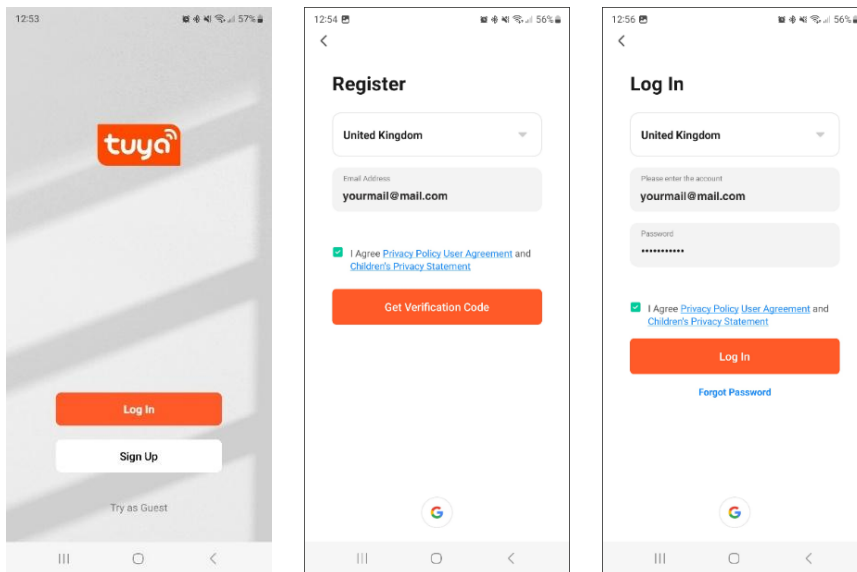 12:53
57%
tuya
Log In
Sign Up
Try as Guest
12:54
56%
Register
United Kingdom
Email Address
yourmail@mail.com
I Agree Privacy Policy User Agreement and
Children's Privacy Statement
Get Verification Code
G
12:56
56%
Log In
United Kingdom
Please enter the account
yourmail@mail.com
Password
•••••••••••
I Agree Privacy Policy User Agreement and
Children's Privacy Statement
Log In
Forgot Password
G